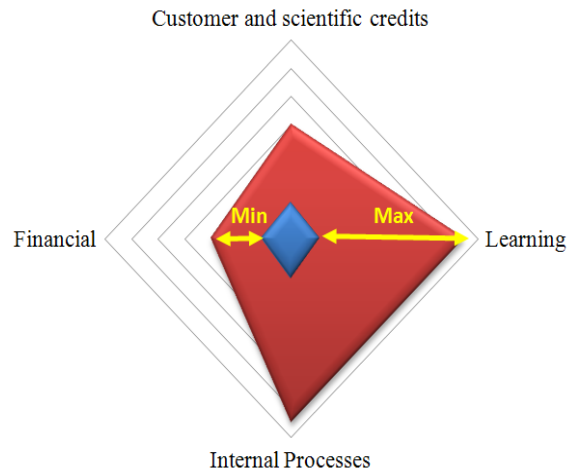 Customer and scientific credits
Min
Max
Financial
Learning
Internal Processes